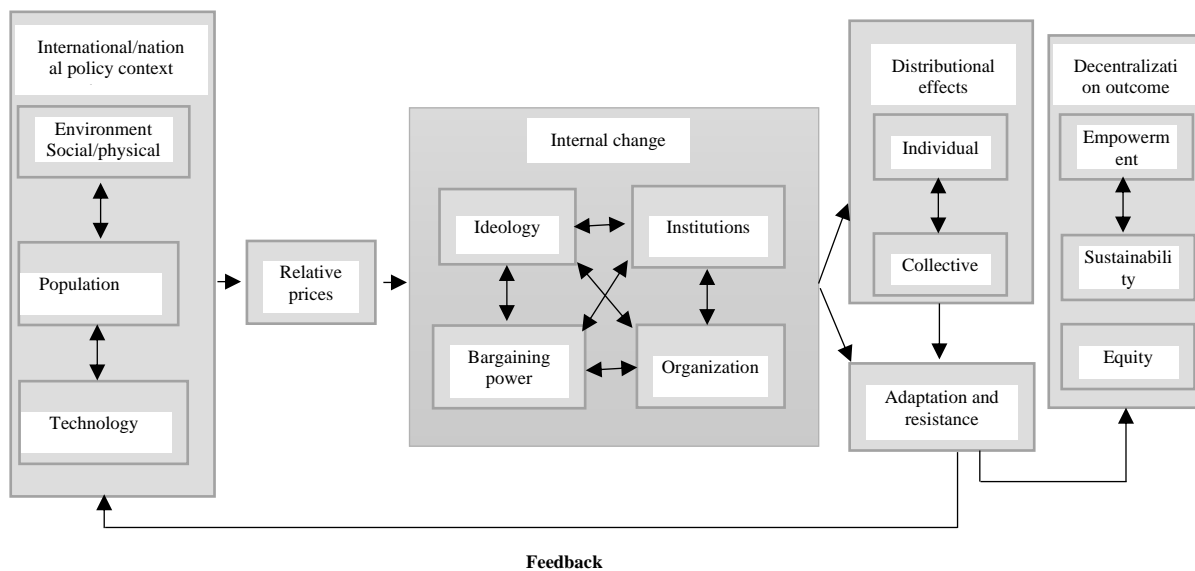 International/nation
al policy context
Environment
Social/physical
Population
Technology
Relative
prices
Internal change
Ideology
Institutions
Bargaining
power
Organization
Distributional
effects
Individual
Collective
Adaptation and
resistance
Decentralizati
on outcome
Empowerm
ent
Sustainabili
ty
Equity
Feedback